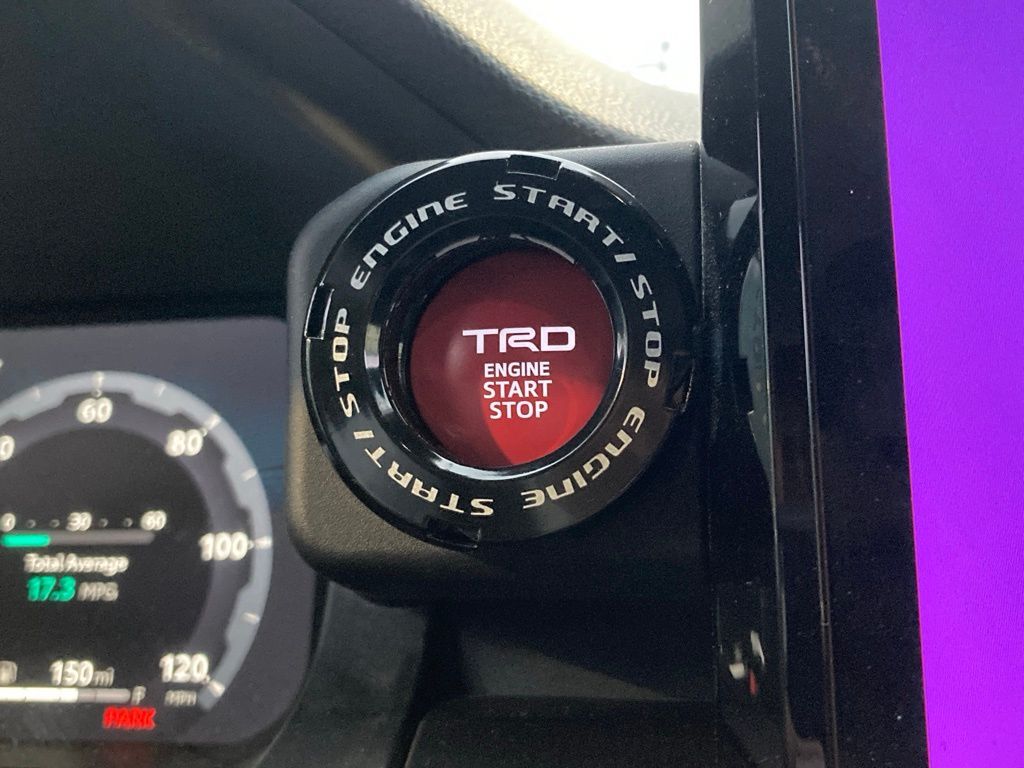 ENGINE START/STOP
ENGINE START/STOP
TRD
ENGINE
START
STOP
60
80
100
120
MPH
0 - - 30 - - 60
Total Average
17.3 MPG
150 mi
F
PARK